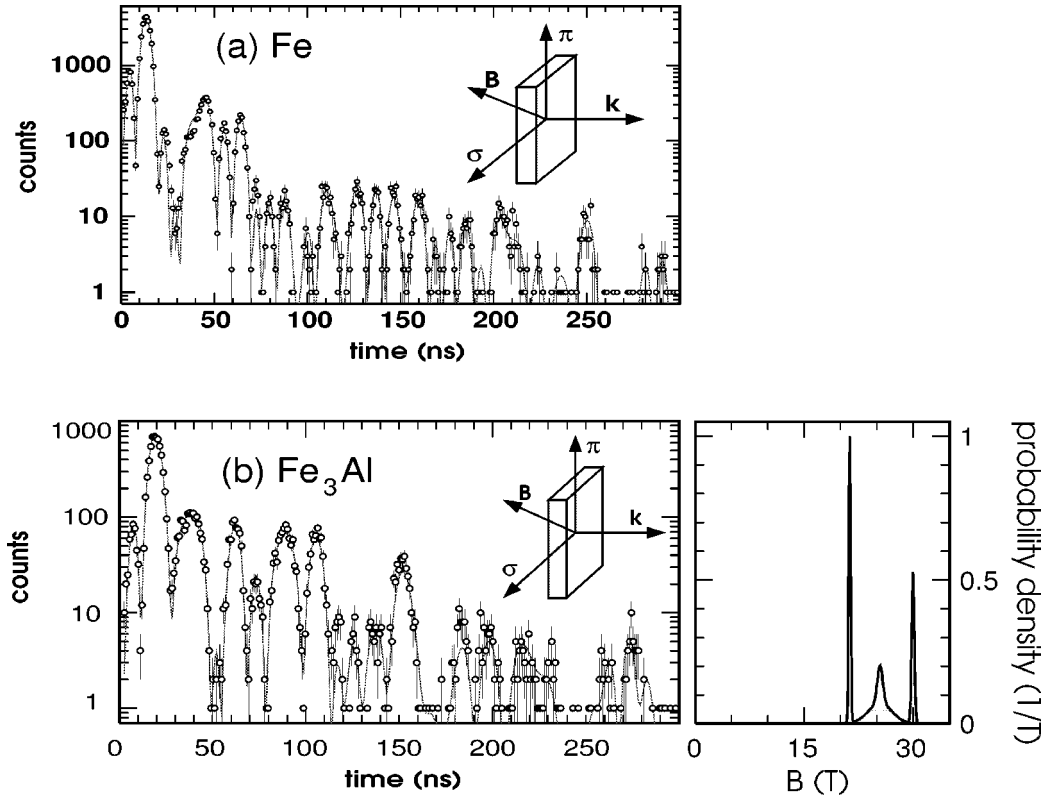 (a) Fe
π
B
k
σ
1000
100
10
1
counts
0 50 100 150 200 250
time (ns)
(b) Fe3Al
π
B
k
σ
1000
100
10
1
counts
0 50 100 150 200 250
time (ns)
1
0.5
0
probability density (1/T)
0 15 30
B (T)